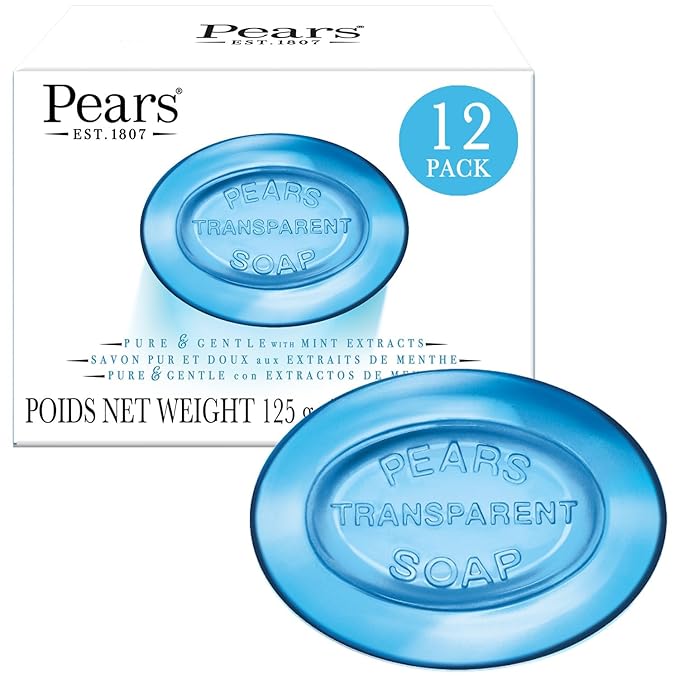 Pears
EST.1807
Pears®
EST.1807
12
PACK
PEARS
TRANSPARENT
SOAP
PURE & GENTLE WITH MINT EXTRACTS
SAVON PUR ET DOUX aux EXTRAITS DE MENTHE
PURE & GENTLE con EXTRACTOS DE
POIDS NET WEIGHT 125 g
PEARS
TRANSPARENT
SOAP